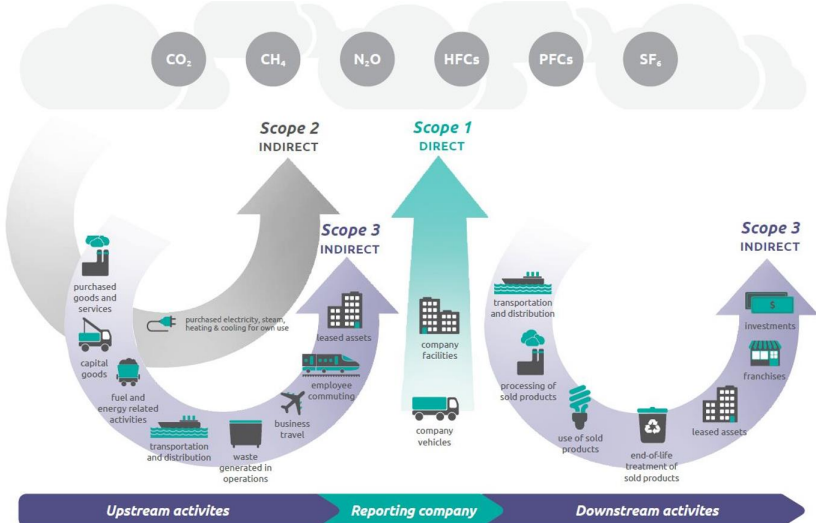 CO₂
CH₄
N₂O
HFCs
PFCs
SF₆
Scope 2
INDIRECT
Scope 1
DIRECT
Scope 3
INDIRECT
Scope 3
INDIRECT
purchased
goods and
services
capital
goods
fuel and
energy related
activities
transportation
and distribution
waste
generated in
operations
business
travel
employee
commuting
leased assets
purchased electricity, steam,
heating & cooling for own use
company
facilities
company
vehicles
transportation
and distribution
processing of
sold products
use of sold
products
end-of-life
treatment of
sold products
leased assets
franchises
investments
$
Upstream activites
Reporting company
Downstream activites